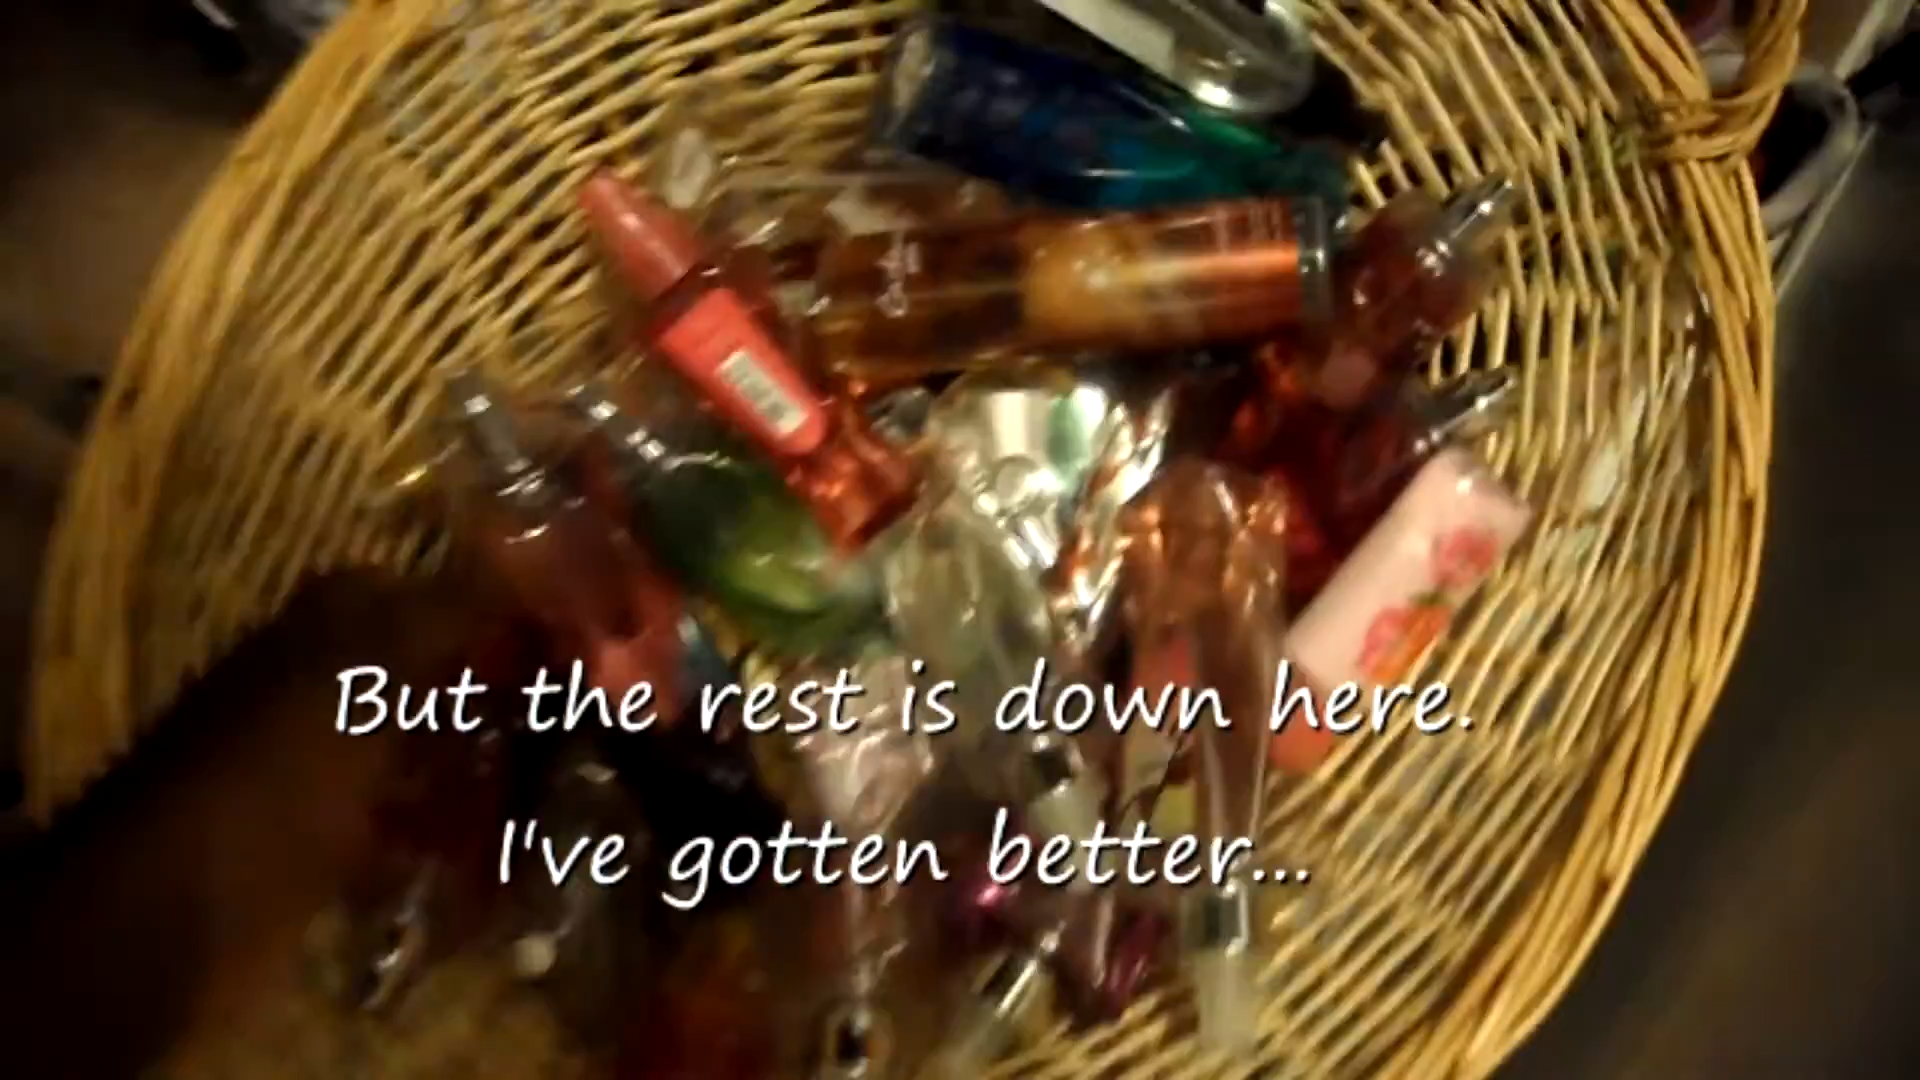 But the rest is down here.
I've gotten better...